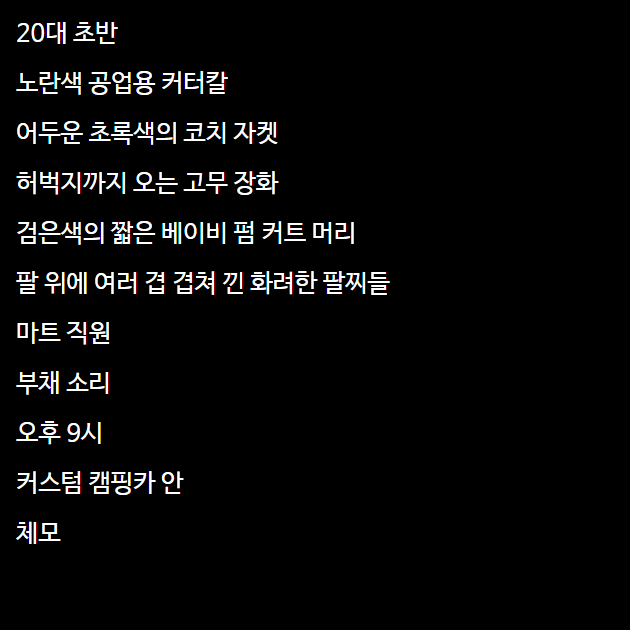 20대 초반
노란색 공업용 커터칼
어두운 초록색의 코치 자켓
허벅지까지 오는 고무 장화
검은색의 짧은 베이비 펌 커트 머리
팔 위에 여러 겹 겹쳐 낀 화려한 팔찌들
마트 직원
부채 소리
오후 9시
커스텀 캠핑카 안
체모